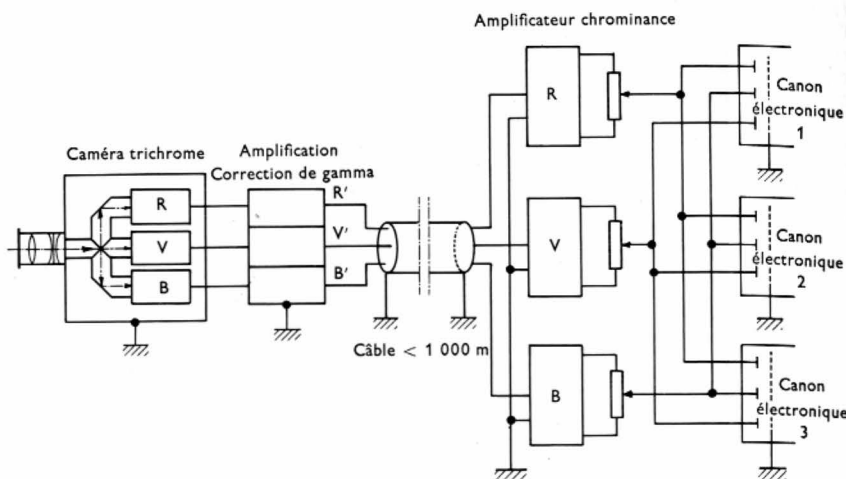 Amplificateur chrominance
Caméra trichrome
R
V
B
Amplification
Correction de gamma
R'
V'
B'
Câble < 1 000 m
R
V
B
Canon
électronique
1
Canon
électronique
2
Canon
électronique
3